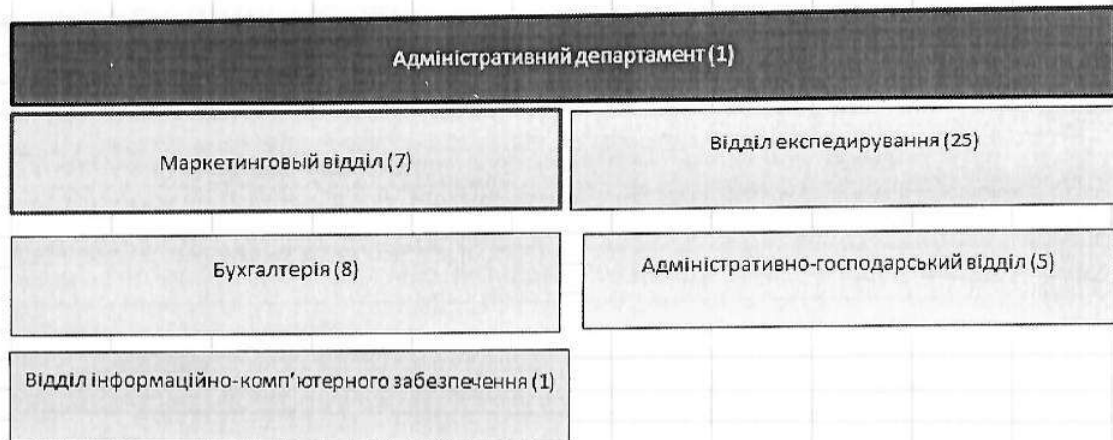 Адміністративний департамент (1)
Маркетинговый відділ (7)
Відділ експедирування (25)
Бухгалтерія (8)
Адміністративно-господарський відділ (5)
Відділ інформаційно-комп'ютерного забезпечення (1)